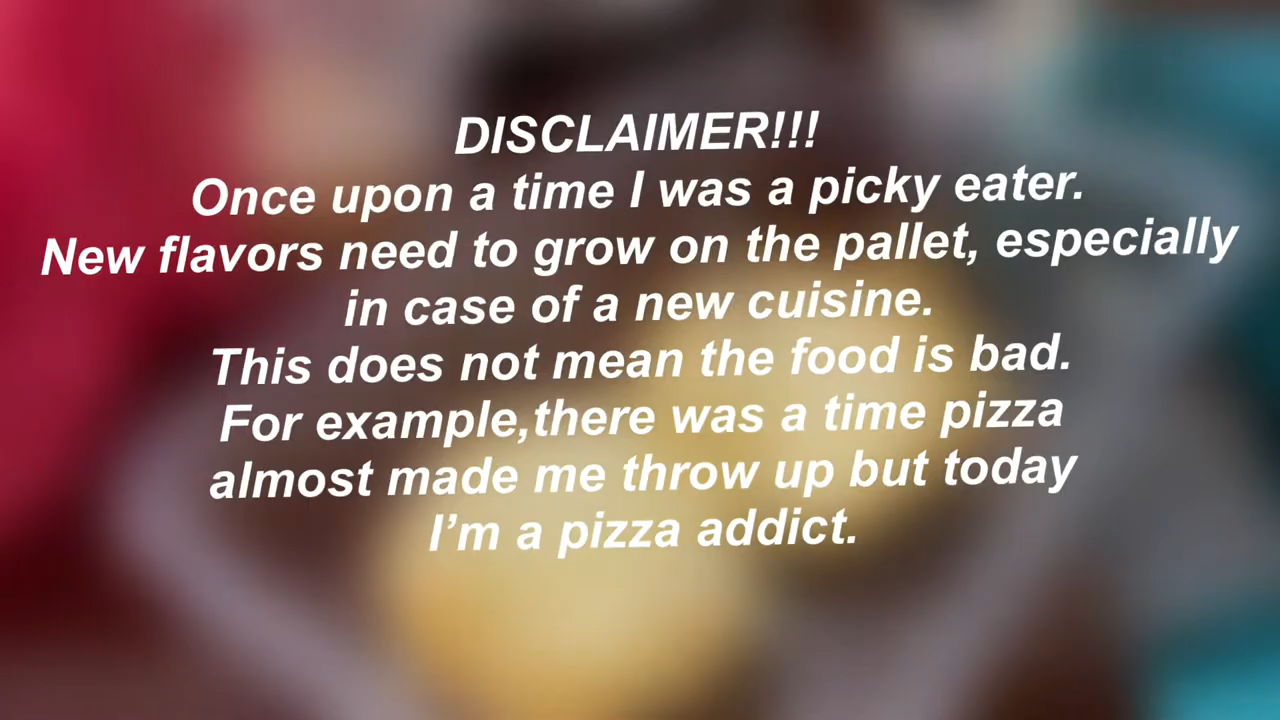 DISCLAIMER!!!
Once upon a time I was a picky eater.
New flavors need to grow on the pallet, especially
in case of a new cuisine.
This does not mean the food is bad.
For example,there was a time pizza
almost made me throw up but today
I’m a pizza addict.